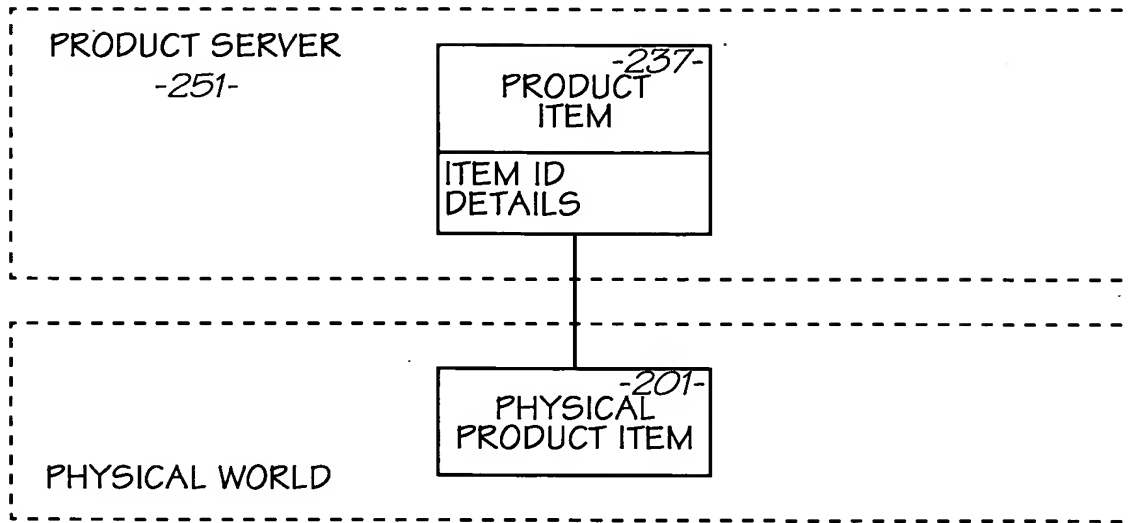 PRODUCT SERVER
-251-
-237-
PRODUCT
ITEM
ITEM ID
DETAILS
-201-
PHYSICAL
PRODUCT ITEM
PHYSICAL WORLD